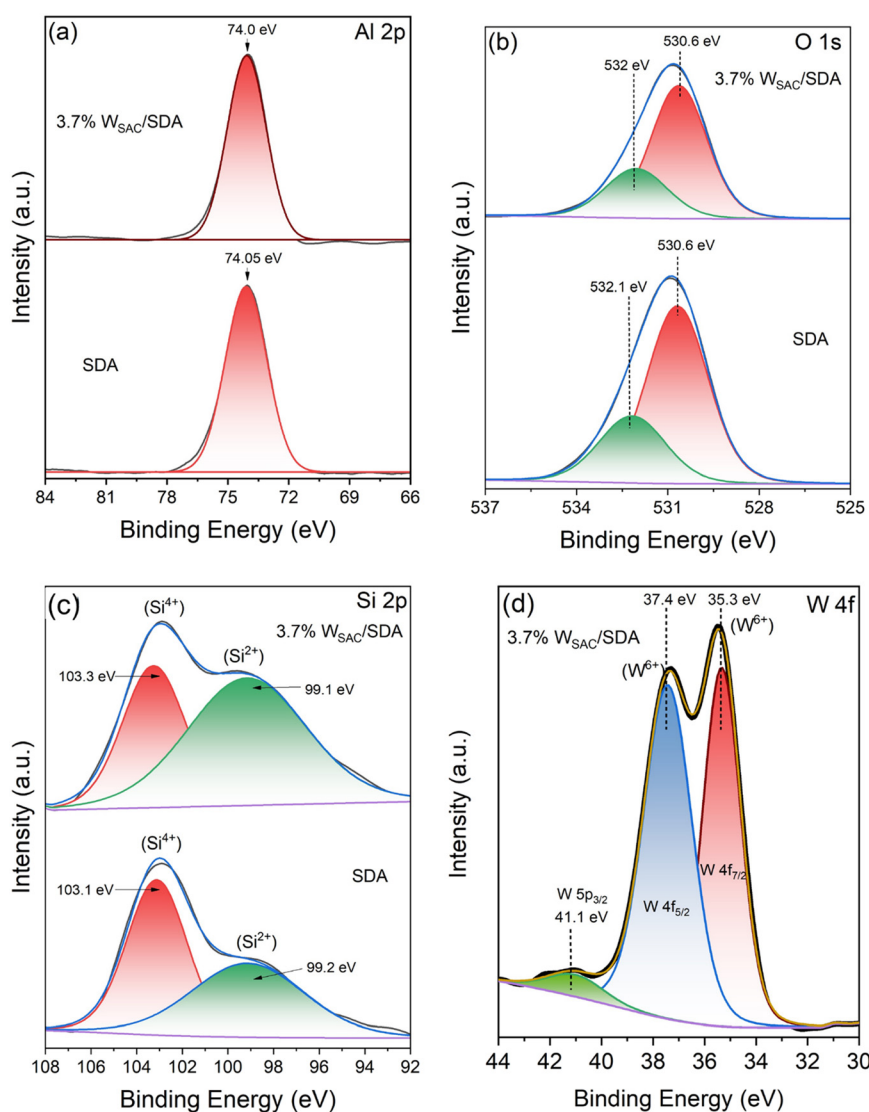 (a)
74.0 eV
Al 2p
3.7% W_SAC/SDA
74.05 eV
SDA
Intensity (a.u.)
84 81 78 75 72 69 66
Binding Energy (eV)
(b)
530.6 eV
O 1s
532 eV
3.7% W_SAC/SDA
530.6 eV
532.1 eV
SDA
Intensity (a.u.)
537 534 531 528 525
Binding Energy (eV)
(c)
(Si⁴⁺)
Si 2p
3.7% W_SAC/SDA
(Si²⁺)
103.3 eV
99.1 eV
(Si⁴⁺)
SDA
103.1 eV
(Si²⁺)
99.2 eV
Intensity (a.u.)
108 106 104 102 100 98 96 94 92
Binding Energy (eV)
(d)
37.4 eV
35.3 eV
W 4f
3.7% W_SAC/SDA
(W⁶⁺)
(W⁶⁺)
W 5p₃/₂
41.1 eV
W 4f₇/₂
W 4f₅/₂
Intensity (a.u.)
44 42 40 38 36 34 32 30
Binding Energy (eV)